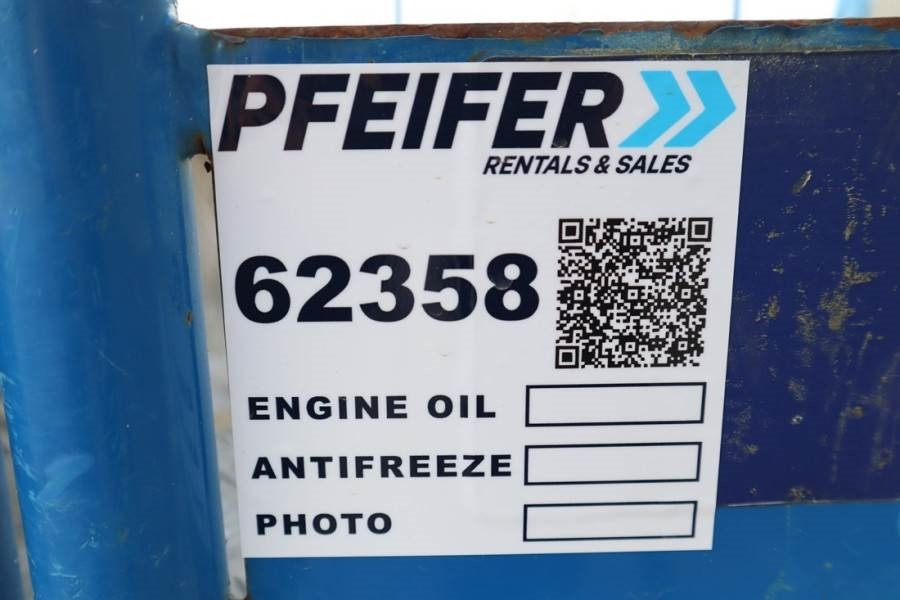 PFEIFER
RENTALS & SALES
62358
ENGINE OIL
ANTIFREEZE
PHOTO